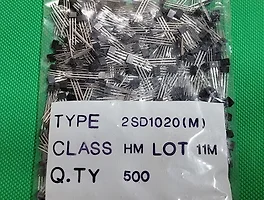 TYPE 2SD1020(M)
CLASS HM LOT 11M
Q.TY 500